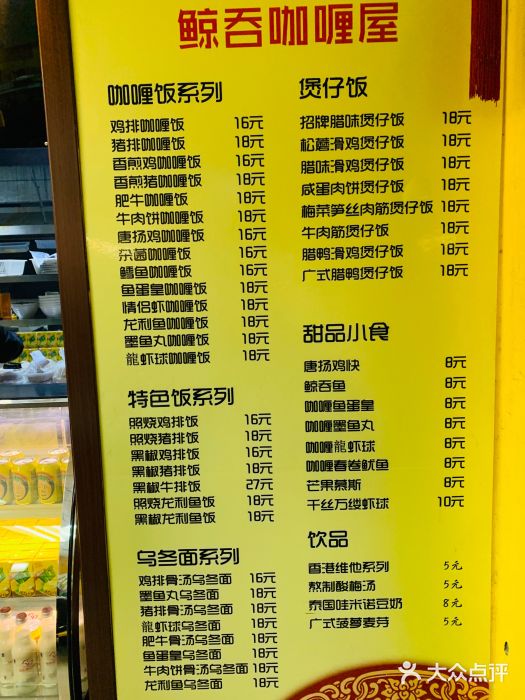 鲸吞咖喱屋
咖喱饭系列
鸡排咖喱饭 16元
猪排咖喱饭 18元
香煎鸡咖喱饭 16元
香煎猪咖喱饭 18元
肥牛咖喱饭 18元
牛肉饼咖喱饭 18元
唐扬鸡咖喱饭 16元
杂菌咖喱饭 16元
鳕鱼咖喱饭 16元
鱼蛋皇咖喱饭 18元
情侣虾咖喱饭 18元
龙利鱼咖喱饭 18元
墨鱼丸咖喱饭 18元
龍虾球咖喱饭 18元
特色饭系列
照烧鸡排饭 16元
照烧猪排饭 18元
黑椒鸡排饭 16元
黑椒猪排饭 18元
黑椒牛排饭 27元
照烧龙利鱼饭 18元
黑椒龙利鱼饭 18元
乌冬面系列
鸡排骨汤乌冬面 16元
墨鱼丸乌冬面 18元
猪排骨汤乌冬面 18元
龍虾球乌冬面 18元
肥牛骨汤乌冬面 18元
鱼蛋皇乌冬面 18元
牛肉饼骨汤乌冬面 18元
龙利鱼乌冬面 18元
煲仔饭
招牌腊味煲仔饭 18元
松蘑滑鸡煲仔饭 18元
腊味滑鸡煲仔饭 18元
咸蛋肉饼煲仔饭 18元
梅菜笋丝肉筋煲仔饭 18元
牛肉筋煲仔饭 18元
腊鸭滑鸡煲仔饭 18元
广式腊鸭煲仔饭 18元
甜品小食
唐扬鸡快 8元
鲸吞鱼 8元
咖喱鱼蛋皇 8元
咖喱墨鱼丸 8元
咖喱龍虾球 8元
咖喱春卷鱿鱼 8元
芒果慕斯 8元
千丝万缕虾球 10元
饮品
香港维他系列 5元
熬制酸梅汤 5元
泰国哇米诺豆奶 8元
广式菠萝麦芽 5元
大众点评